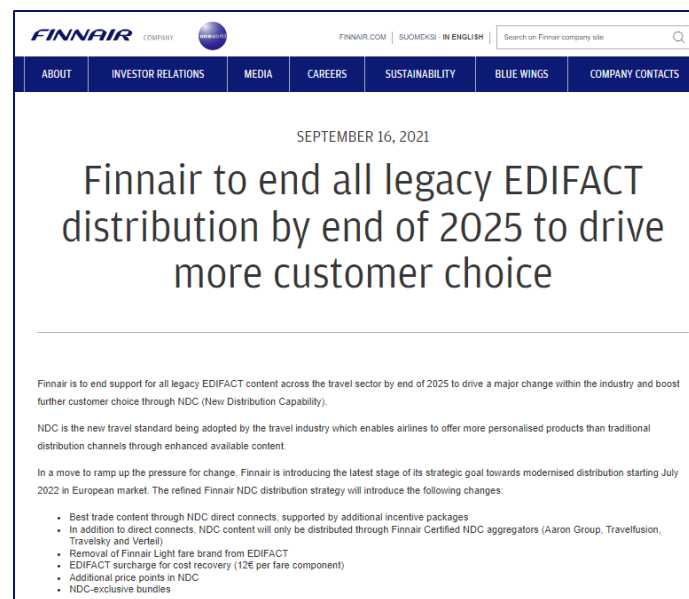 FINNAIR COMPANY oneworld FINNAIR.COM | SUOMEKSI - IN ENGLISH | Search on Finnair company site
ABOUT INVESTOR RELATIONS MEDIA CAREERS SUSTAINABILITY BLUE WINGS COMPANY CONTACTS
SEPTEMBER 16, 2021
Finnair to end all legacy EDIFACT
distribution by end of 2025 to drive
more customer choice
Finnair is to end support for all legacy EDIFACT content across the travel sector by end of 2025 to drive a major change within the industry and boost
further customer choice through NDC (New Distribution Capability).
NDC is the new travel standard being adopted by the travel industry which enables airlines to offer more personalised products than traditional
distribution channels through enhanced available content.
In a move to ramp up the pressure for change, Finnair is introducing the latest stage of its strategic goal towards modernised distribution starting July
2022 in European market. The refined Finnair NDC distribution strategy will introduce the following changes:
• Best trade content through NDC direct connects, supported by additional incentive packages
• In addition to direct connects, NDC content will only be distributed through Finnair Certified NDC aggregators (Aaron Group, Travelfusion,
Travelsky and Verteil)
• Removal of Finnair Light fare brand from EDIFACT
• EDIFACT surcharge for cost recovery (12€ per fare component)
• Additional price points in NDC
• NDC-exclusive bundles